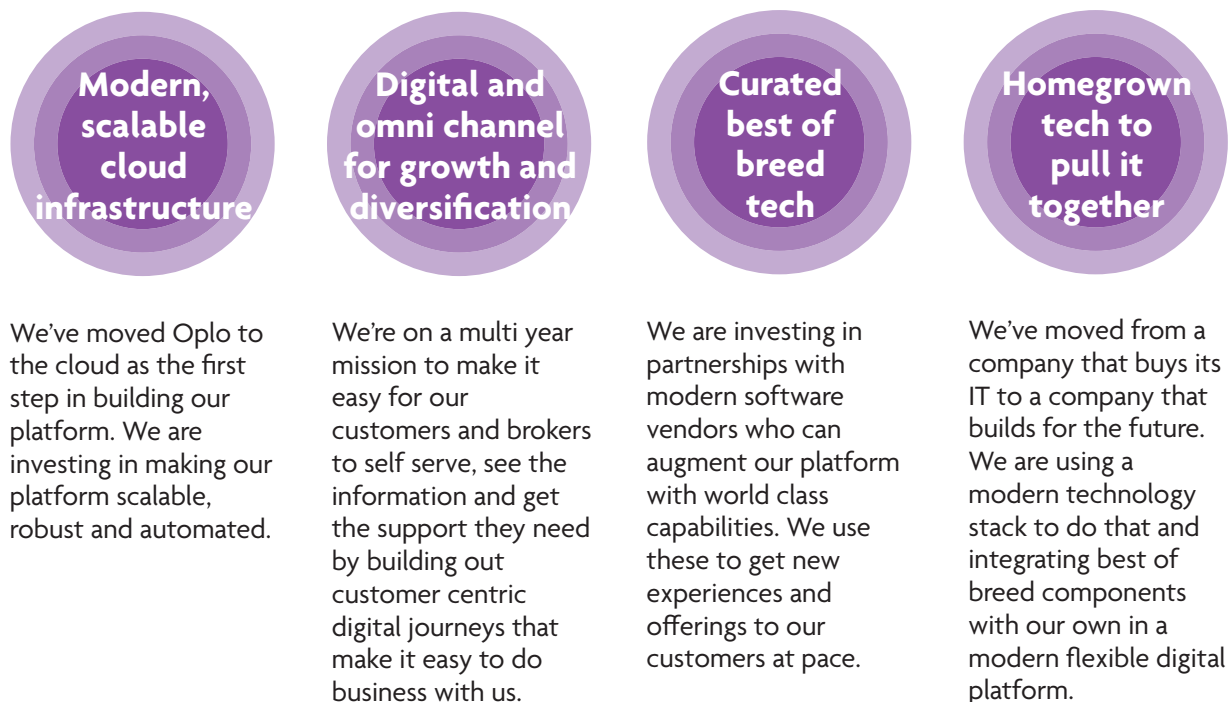 Modern,
scalable
cloud
infrastructure
We’ve moved Oplo to
the cloud as the first
step in building our
platform. We are
investing in making our
platform scalable,
robust and automated.
Digital and
omni channel
for growth and
diversification
We’re on a multi year
mission to make it
easy for our
customers and brokers
to self serve, see the
information and get
the support they need
by building out
customer centric
digital journeys that
make it easy to do
business with us.
Curated
best of
breed
tech
We are investing in
partnerships with
modern software
vendors who can
augment our platform
with world class
capabilities. We use
these to get new
experiences and
offerings to our
customers at pace.
Homegrown
tech to
pull it
together
We’ve moved from a
company that buys its
IT to a company that
builds for the future.
We are using a
modern technology
stack to do that and
integrating best of
breed components
with our own in a
modern flexible digital
platform.